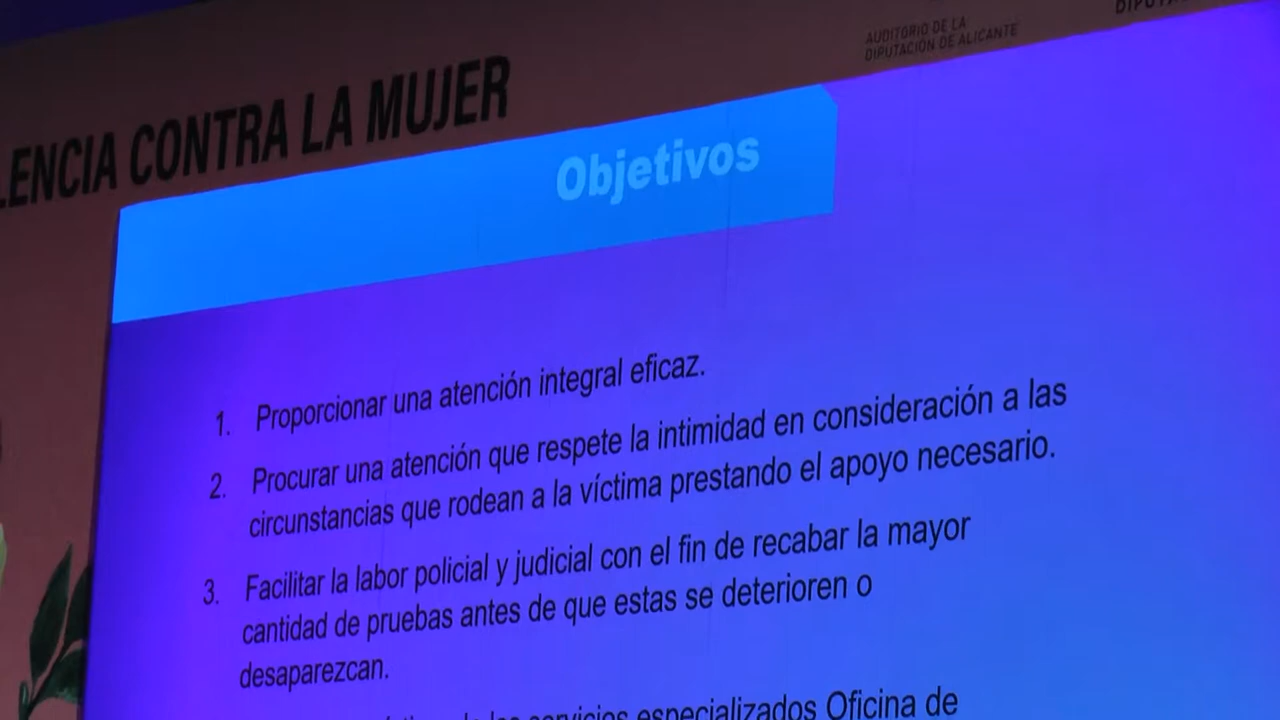 AUDITORIO DE LA
DIPUTACIÓN DE ALICANTE
CONTRA LA MUJER
Objetivos
1. Proporcionar una atención integral eficaz.
2. Procurar una atención que respete la intimidad en consideración a las
circunstancias que rodean a la víctima prestando el apoyo necesario.
3. Facilitar la labor policial y judicial con el fin de recabar la mayor
cantidad de pruebas antes de que estas se deterioren o
desaparezcan.
servicios especializados Oficina de